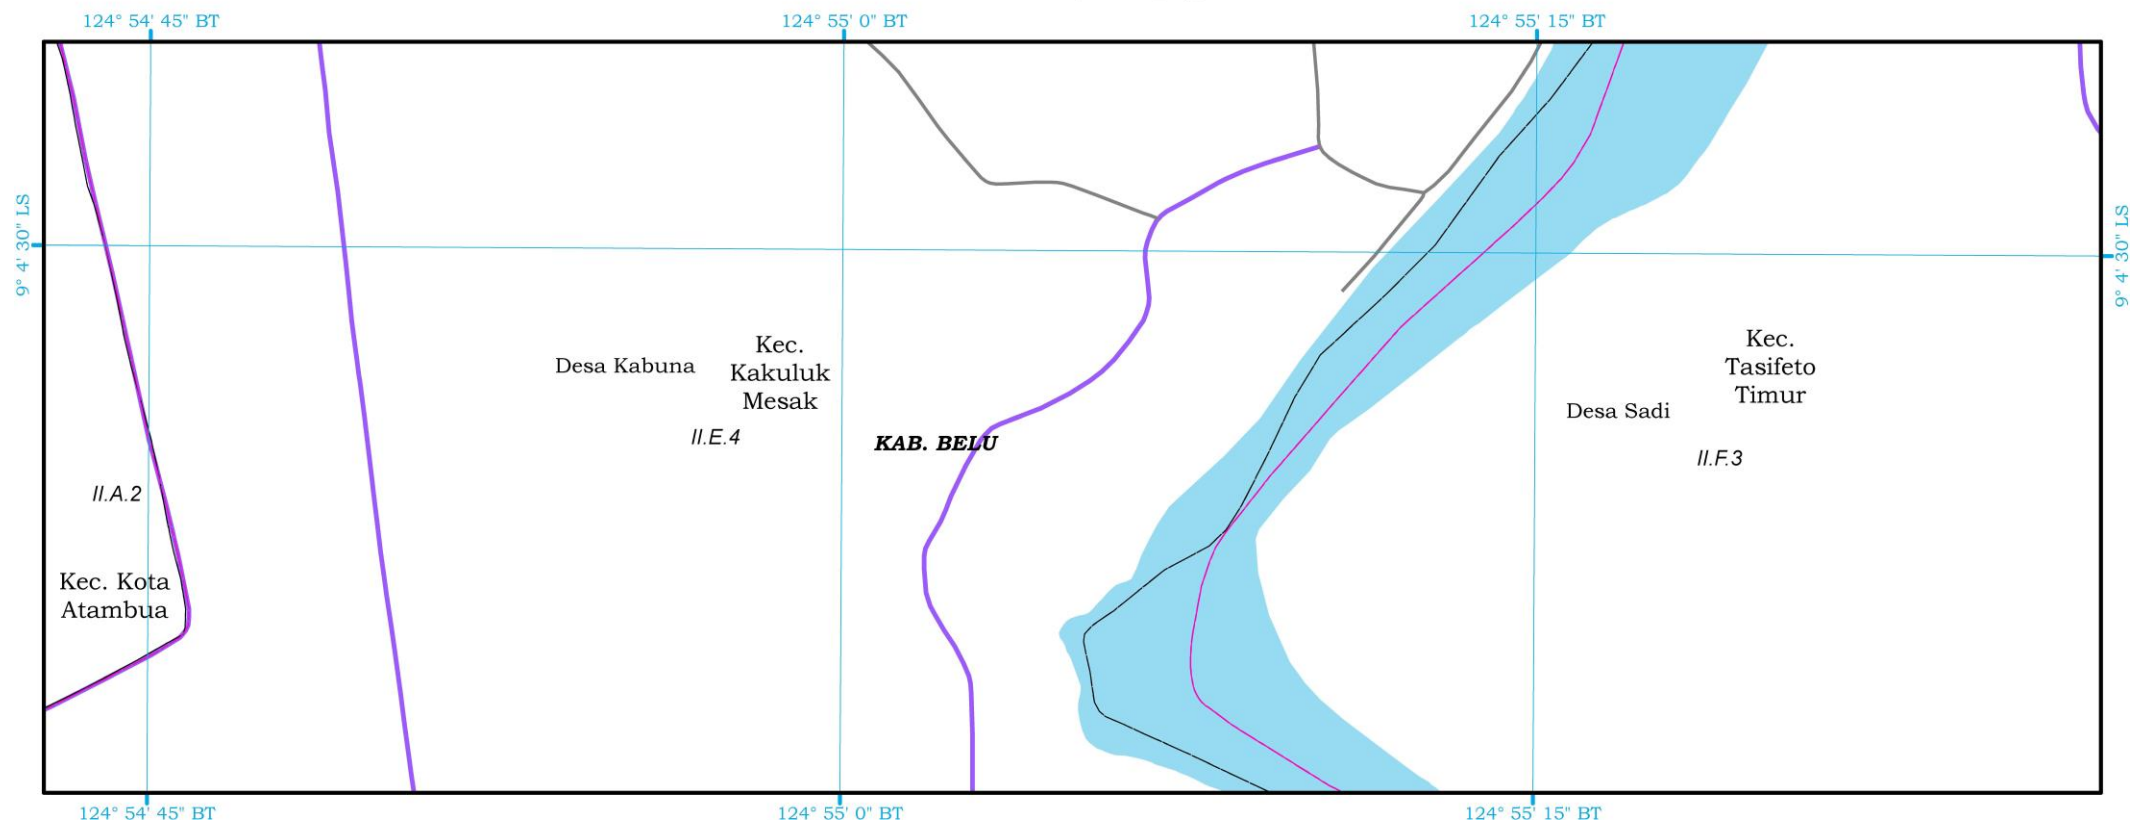 124° 54' 45" BT
124° 55' 0" BT
124° 55' 15" BT
9° 4' 30" LS
9° 4' 30" LS
Kec.
Kakuluk
Mesak
Desa Kabuna
II.E.4
KAB. BELU
Kec.
Tasifeto
Timur
Desa Sadi
II.F.3
II.A.2
Kec. Kota
Atambua
124° 54' 45" BT
124° 55' 0" BT
124° 55' 15" BT